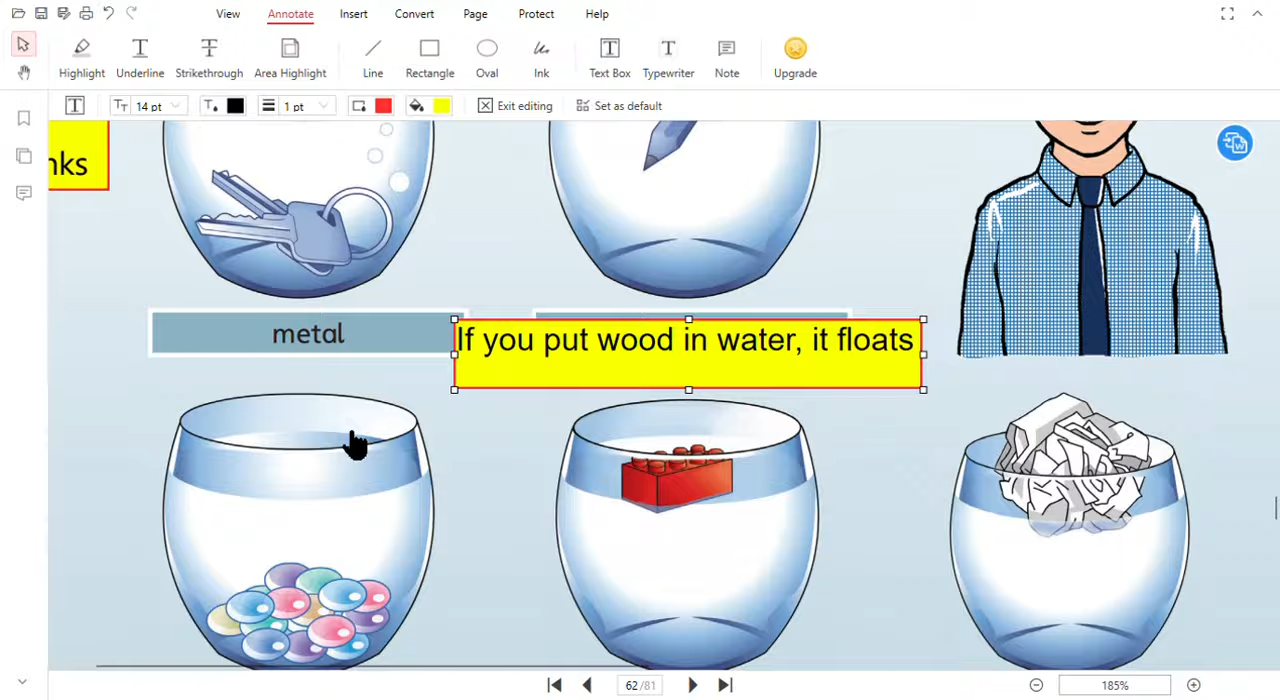 View Annotate Insert Convert Page Protect Help
Highlight Underline Strikethrough Area Highlight Line Rectangle Oval Ink Text Box Typewriter Note Upgrade
14 pt 1 pt Exit editing Set as default
nks
metal
If you put wood in water, it floats
62 /81 185%